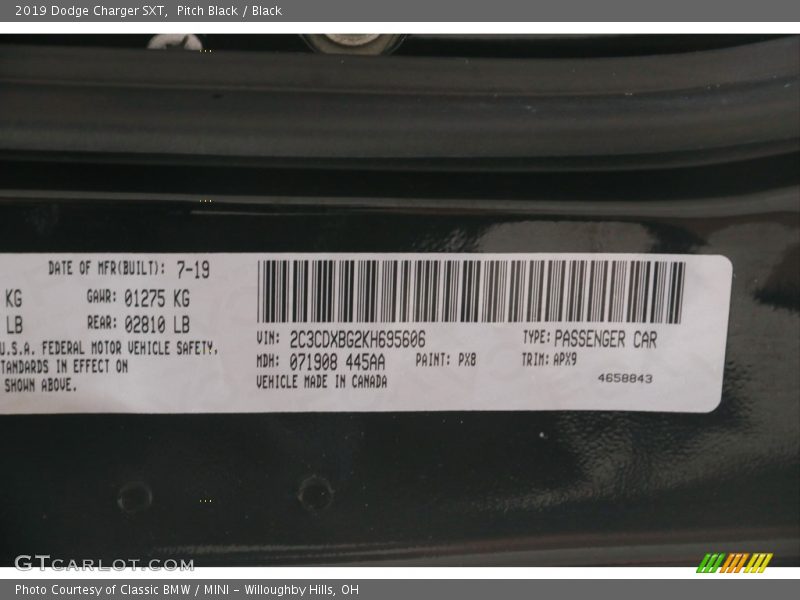 2019 Dodge Charger SXT, Pitch Black / Black
DATE OF MFR(BUILT): 7-19
KG GAWR: 01275 KG
LB REAR: 02810 LB
U.S.A. FEDERAL MOTOR VEHICLE SAFETY,
TANDARDS IN EFFECT ON
SHOWN ABOVE.
VIN: 2C3CDXBG2KH695606 TYPE: PASSENGER CAR
MDH: 071908 445AA PAINT: PX8 TRIM: APX9
VEHICLE MADE IN CANADA 4658843
GTCARLOT.COM
Photo Courtesy of Classic BMW / MINI - Willoughby Hills, OH